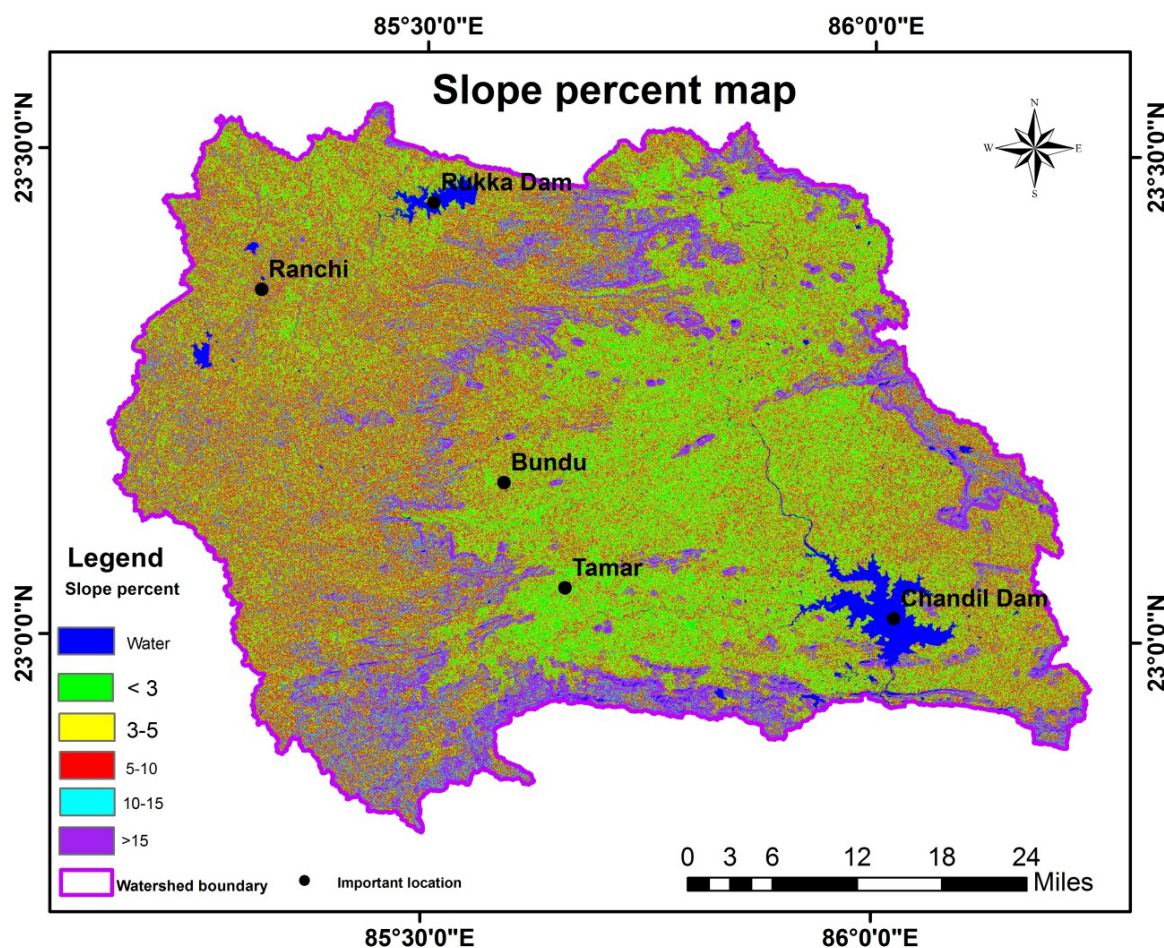 85°30'0"E
86°0'0"E
Slope percent map
23°30'0"N
23°30'0"N
N
W
E
S
Rukka Dam
Ranchi
Bundu
Tamar
Chandil Dam
23°0'0"N
23°0'0"N
Legend
Slope percent
Water
< 3
3-5
5-10
10-15
>15
Watershed boundary
Important location
0 3 6 12 18 24
Miles
85°30'0"E
86°0'0"E